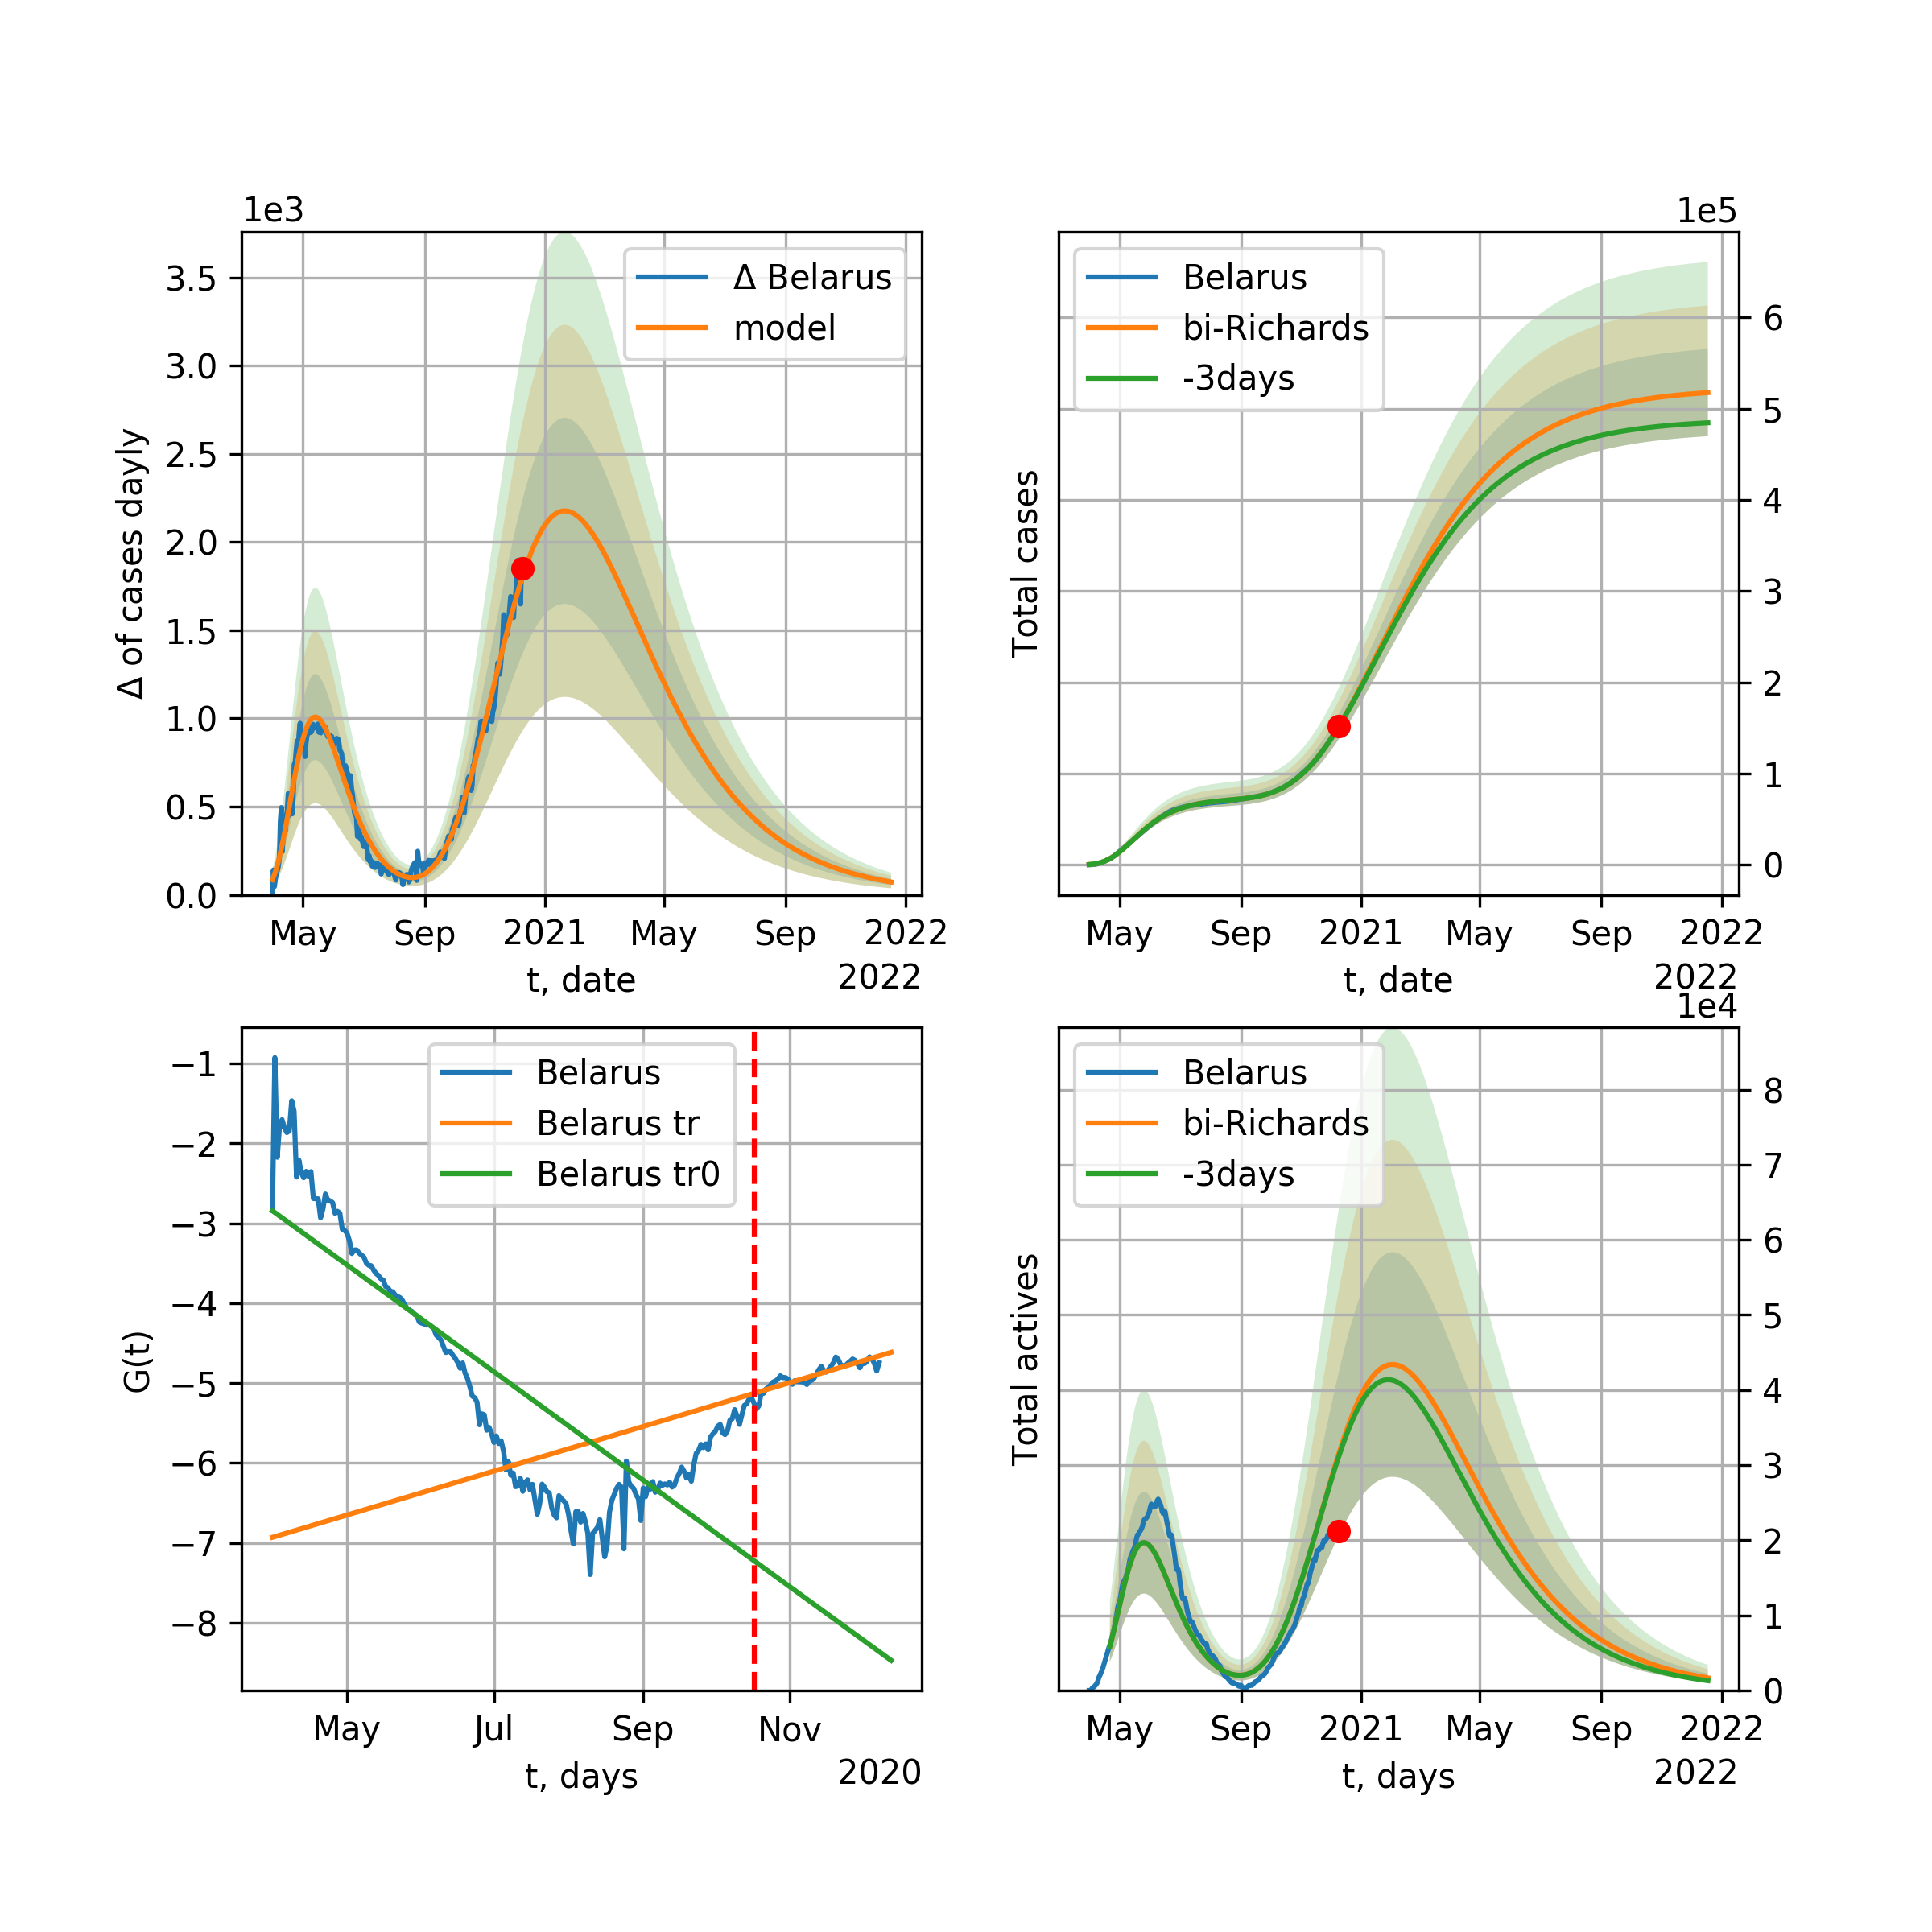 1e3
Δ of cases dayly
3.5
3.0
2.5
2.0
1.5
1.0
0.5
0.0
Δ Belarus
model
May Sep 2021 May Sep 2022
t, date
2022
1e5
Total cases
Belarus
bi-Richards
-3days
6
5
4
3
2
1
0
May Sep 2021 May Sep 2022
t, date
2022
G(t)
−1
−2
−3
−4
−5
−6
−7
−8
Belarus
Belarus tr
Belarus tr0
May Jul Sep Nov
t, days
2020
1e4
Total actives
Belarus
bi-Richards
-3days
8
7
6
5
4
3
2
1
0
May Sep 2021 May Sep 2022
t, days
2022